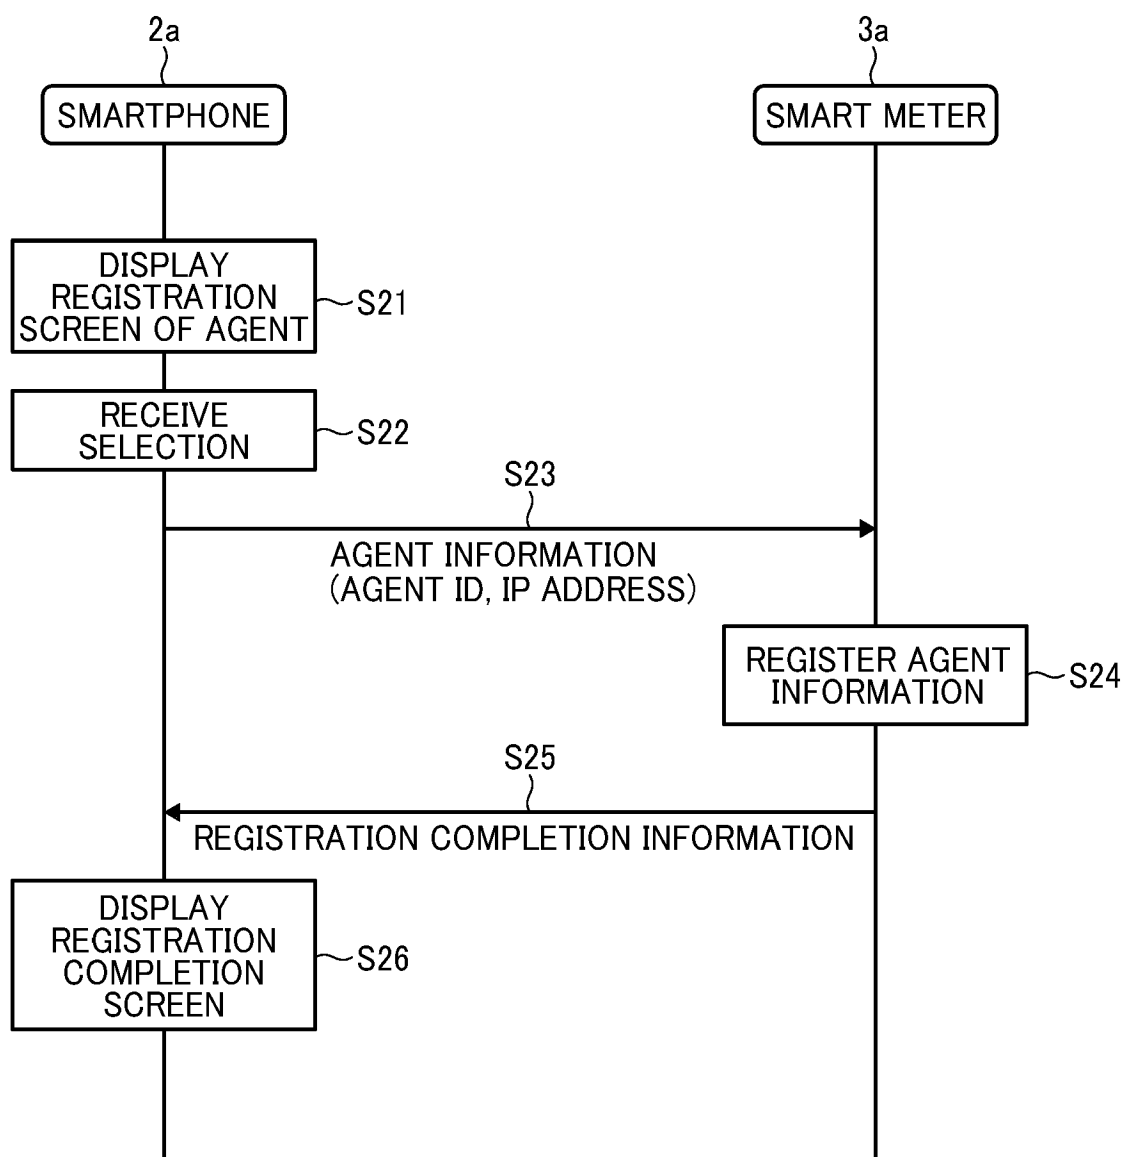 2a
3a
SMARTPHONE
SMART METER
DISPLAY
REGISTRATION
SCREEN OF AGENT
S21
RECEIVE
SELECTION
S22
S23
AGENT INFORMATION
(AGENT ID, IP ADDRESS)
REGISTER AGENT
INFORMATION
S24
S25
REGISTRATION COMPLETION INFORMATION
DISPLAY
REGISTRATION
COMPLETION
SCREEN
S26